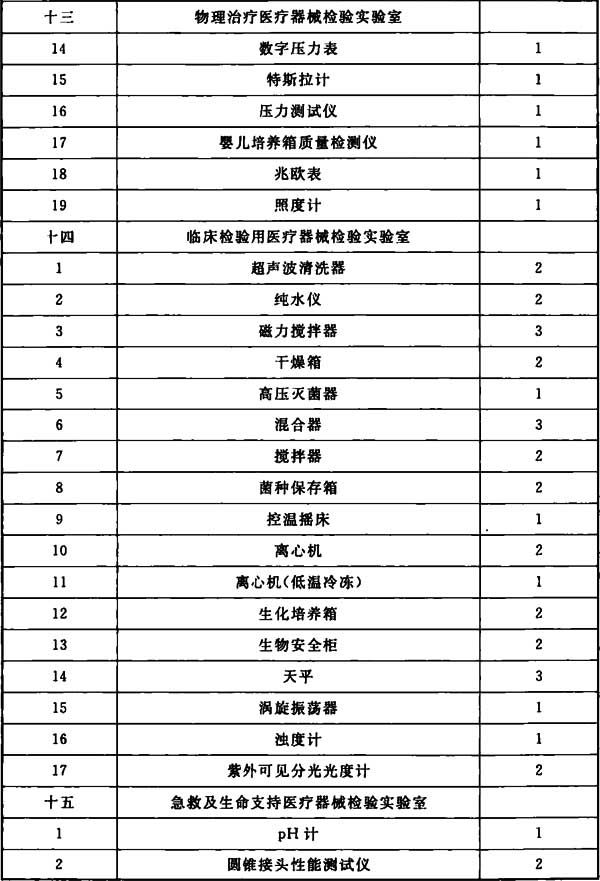 十三 物理治疗医疗器械检验实验室
14 数字压力表 1
15 特斯拉计 1
16 压力测试仪 1
17 婴儿培养箱质量检测仪 1
18 兆欧表 1
19 照度计 1
十四 临床检验用医疗器械检验实验室
1 超声波清洗器 2
2 纯水仪 2
3 磁力搅拌器 3
4 干燥箱 2
5 高压灭菌器 1
6 混合器 3
7 搅拌器 2
8 菌种保存箱 2
9 控温摇床 1
10 离心机 2
11 离心机(低温冷冻) 1
12 生化培养箱 2
13 生物安全柜 2
14 天平 3
15 涡旋振荡器 1
16 浊度计 1
17 紫外可见分光光度计 2
十五 急救及生命支持医疗器械检验实验室
1 pH计 1
2 圆锥接头性能测试仪 2